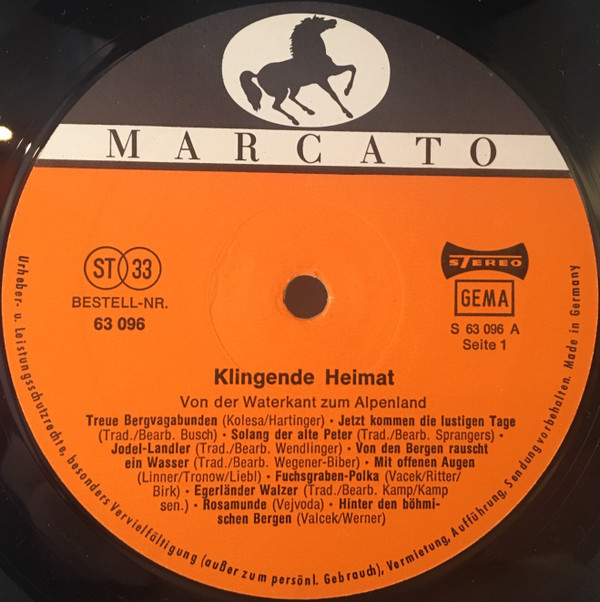 MARCATO
ST 33
BESTELL-NR.
63 096
STEREO
GEMA
S 63 096 A
Seite 1
Klingende Heimat
Von der Waterkant zum Alpenland
Treue Bergvagabunden (Kolesa/Hartinger) • Jetzt kommen die lustigen Tage
(Trad./Bearb. Busch) • Solang der alte Peter (Trad./Bearb. Sprangers) •
Jodel-Landler (Trad./Bearb. Wendlinger) • Von den Bergen rauscht
ein Wasser (Trad./Bearb. Wegener-Biber) • Mit offenen Augen
(Linner/Tronow/Liebl) • Fuchsgraben-Polka (Vacek/Ritter/
Birk) • Egerländer Walzer (Trad./Bearb. Kamp/Kamp
sen.) • Rosamunde (Vejvoda) • Hinter den böhmi-
schen Bergen (Valcek/Werner)
Urheber- u. Leistungsschutzrechte, besonders Vervielfältigung (außer zum persönl. Gebrauch), Vermietung, Aufführung, Sendung vorbehalten. Made in Germany